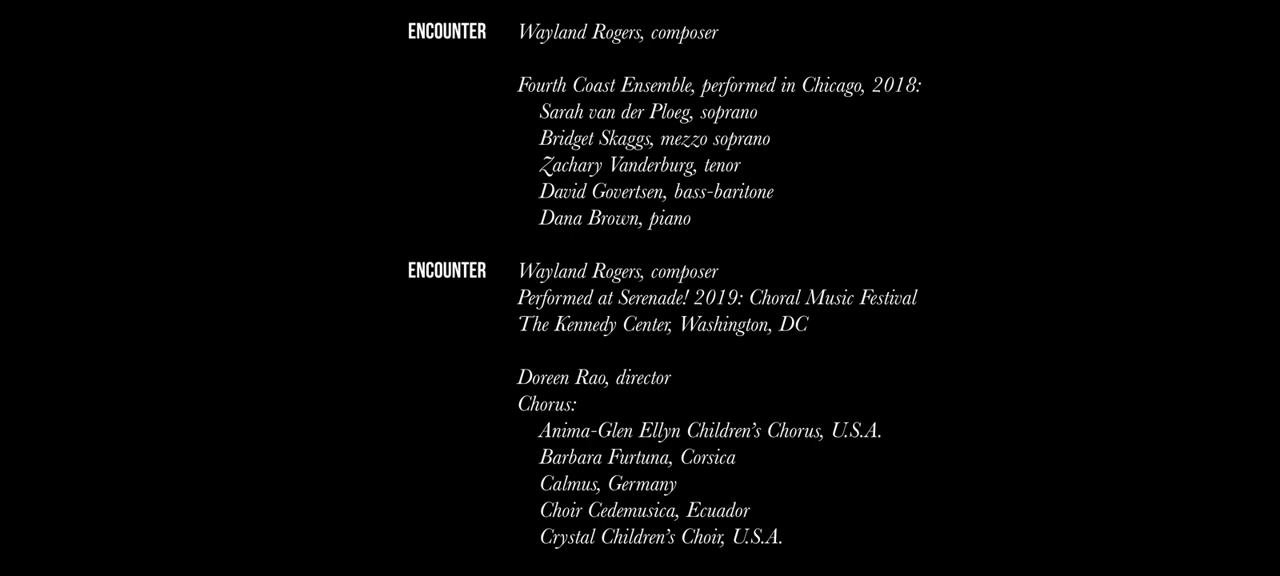 ENCOUNTER Wayland Rogers, composer
Fourth Coast Ensemble, performed in Chicago, 2018:
Sarah van der Ploeg, soprano
Bridget Skaggs, mezzo soprano
Zachary Vanderburg, tenor
David Govertsen, bass-baritone
Dana Brown, piano
ENCOUNTER Wayland Rogers, composer
Performed at Serenade! 2019: Choral Music Festival
The Kennedy Center, Washington, DC
Doreen Rao, director
Chorus:
Anima-Glen Ellyn Children’s Chorus, U.S.A.
Barbara Furtuna, Corsica
Calmus, Germany
Choir Cedemusica, Ecuador
Crystal Children’s Choir, U.S.A.